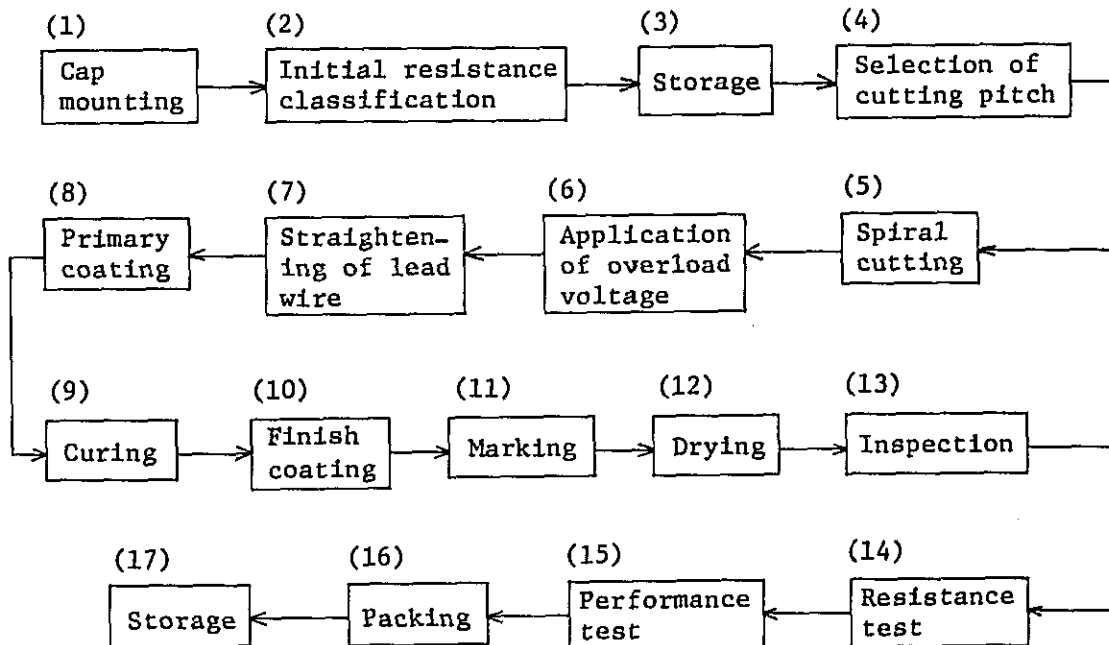 (1)
Cap
mounting
(2)
Initial resistance
classification
(3)
Storage
(4)
Selection of
cutting pitch
(5)
Spiral
cutting
(6)
Application
of overload
voltage
(7)
Straighten-
ing of lead
wire
(8)
Primary
coating
(9)
Curing
(10)
Finish
coating
(11)
Marking
(12)
Drying
(13)
Inspection
(14)
Resistance
test
(15)
Performance
test
(16)
Packing
(17)
Storage